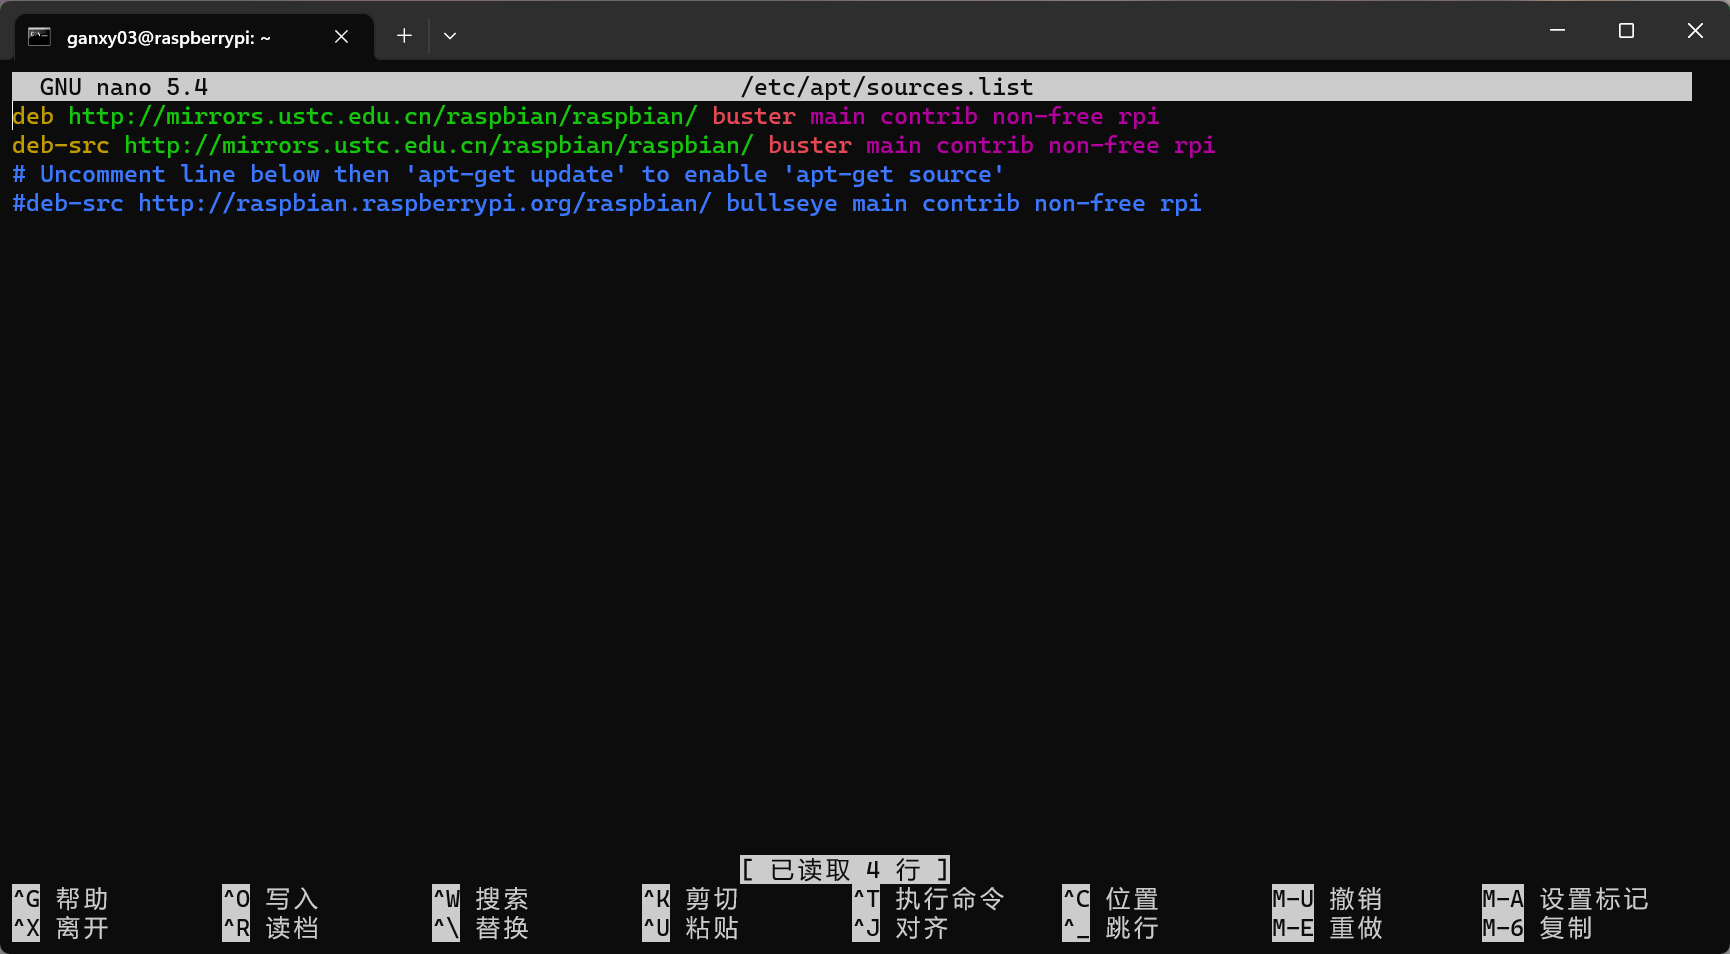 ganxy03@raspberrypi: ~
GNU nano 5.4 /etc/apt/sources.list
deb http://mirrors.ustc.edu.cn/raspbian/raspbian/ buster main contrib non-free rpi
deb-src http://mirrors.ustc.edu.cn/raspbian/raspbian/ buster main contrib non-free rpi
# Uncomment line below then 'apt-get update' to enable 'apt-get source'
#deb-src http://raspbian.raspberrypi.org/raspbian/ bullseye main contrib non-free rpi
[ 已读取 4 行 ]
^G 帮助 ^O 写入 ^W 搜索 ^K 剪切 ^T 执行命令 ^C 位置 M-U 撤销 M-A 设置标记
^X 离开 ^R 读档 ^\ 替换 ^U 粘贴 ^J 对齐 ^_ 跳行 M-E 重做 M-6 复制